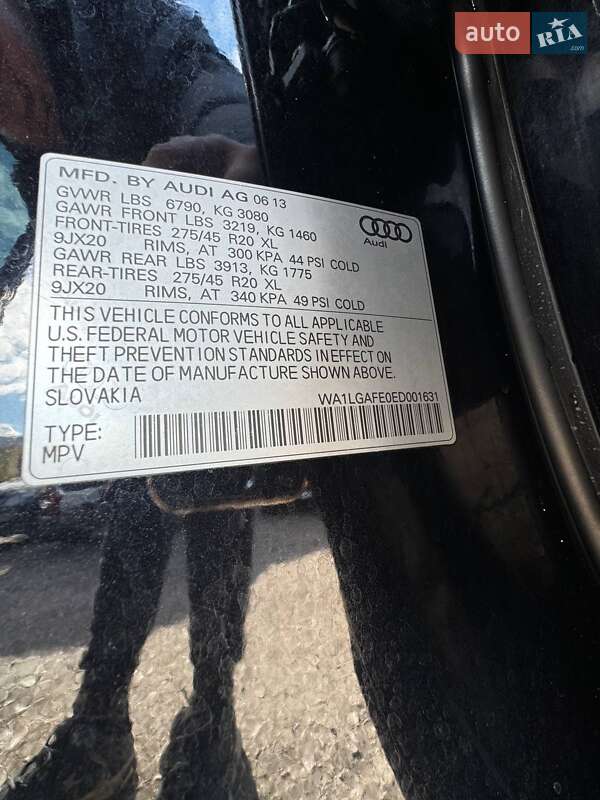 auto RIA .com
MFD. BY AUDI AG 06 13
GVWR LBS 6790, KG 3080
GAWR FRONT LBS 3219, KG 1460
FRONT-TIRES 275/45 R20 XL
9JX20 RIMS, AT 300 KPA 44 PSI COLD
GAWR REAR LBS 3913, KG 1775
REAR-TIRES 275/45 R20 XL
9JX20 RIMS, AT 340 KPA 49 PSI COLD
Audi
THIS VEHICLE CONFORMS TO ALL APPLICABLE
U.S. FEDERAL MOTOR VEHICLE SAFETY AND
THEFT PREVENTION STANDARDS IN EFFECT ON
THE DATE OF MANUFACTURE SHOWN ABOVE.
SLOVAKIA WA1LGAFE0ED001631
TYPE:
MPV